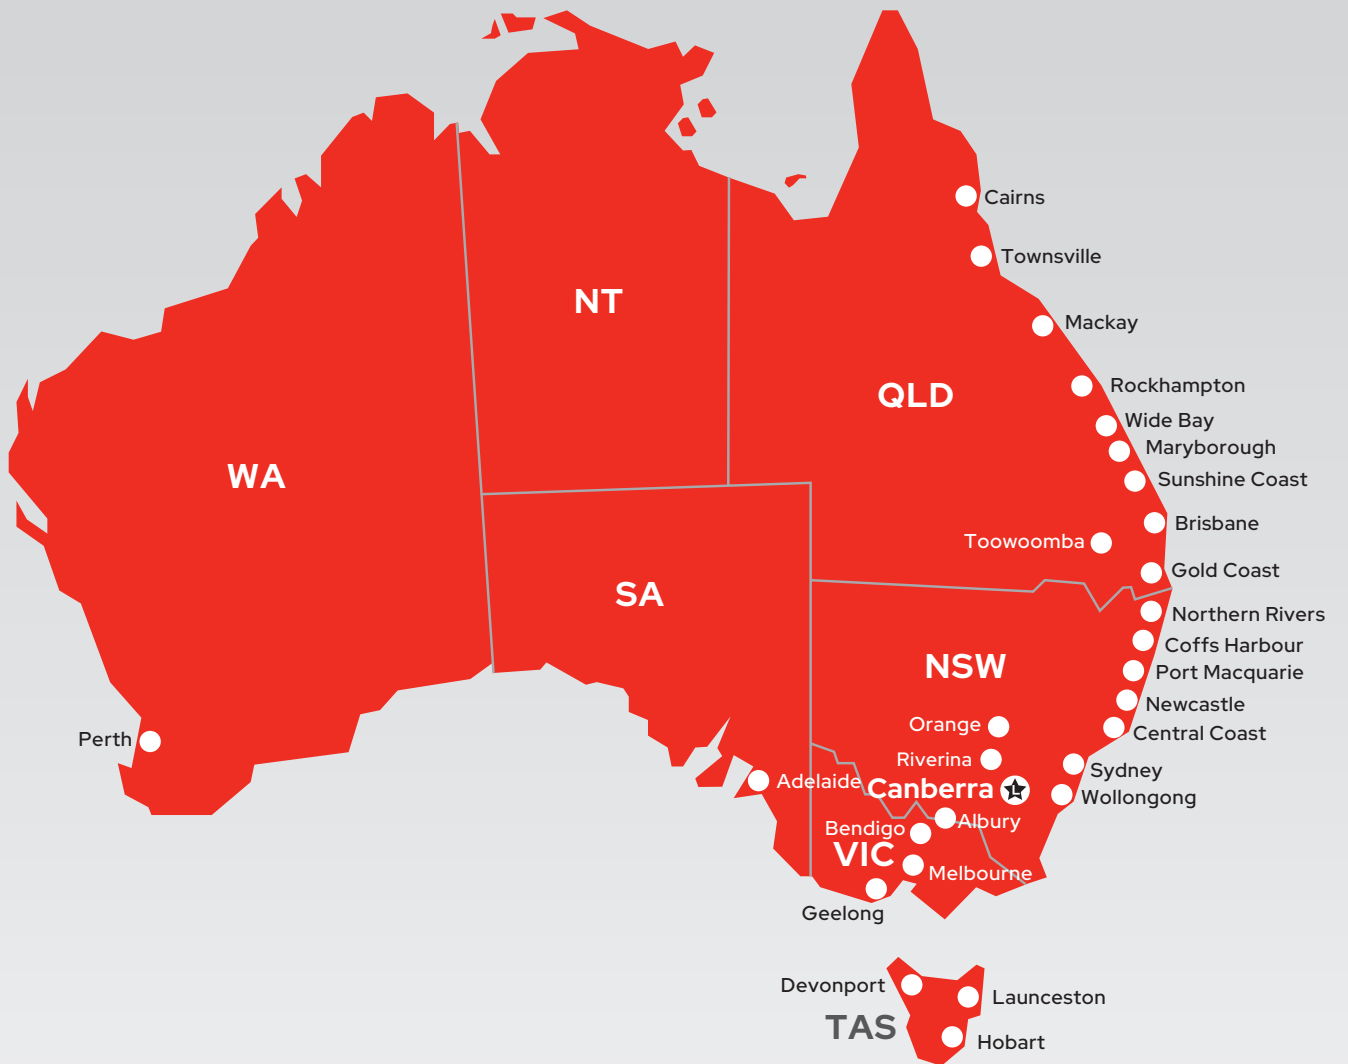 Cairns
Townsville
NT
Mackay
Rockhampton
QLD
Wide Bay
Maryborough
WA
Sunshine Coast
Brisbane
Toowoomba
Gold Coast
SA
Northern Rivers
Coffs Harbour
NSW
Port Macquarie
Newcastle
Orange
Central Coast
Perth
Riverina
Sydney
Adelaide
Canberra
L
Wollongong
Albury
Bendigo
VIC
Melbourne
Geelong
Devonport
Launceston
TAS
Hobart